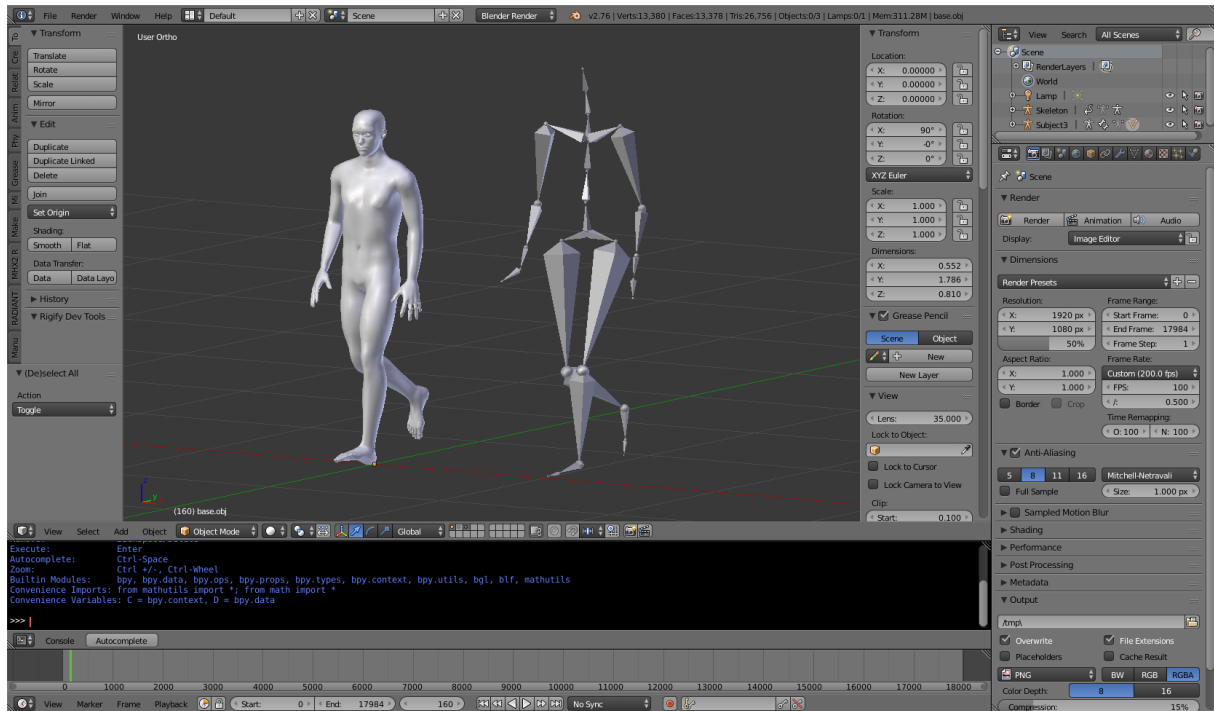 File Render Window Help Default Scene Blender Render v2.76 | Verts:13,380 | Faces:13,378 | Tris:26,756 | Objects:0/3 | Lamps:0/1 | Mem:311.28M | base.obj
To
Cre
Relat
Anim
Phy
Grease
Mi
Make
MHX2 R
RADIANT
Manu
Transform
Translate
Rotate
Scale
Mirror
Edit
Duplicate
Duplicate Linked
Delete
Join
Set Origin
Shading:
Smooth Flat
Data Transfer:
Data Data Layo
History
Rigify Dev Tools
(De)select All
Action
Toggle
User Ortho
z
y
(160) base.obj
Transform
Location:
X: 0.00000
Y: 0.00000
Z: 0.00000
Rotation:
X: 90°
Y: -0°
Z: 0°
XYZ Euler
Scale:
X: 1.000
Y: 1.000
Z: 1.000
Dimensions:
X: 0.552
Y: 1.786
Z: 0.810
Grease Pencil
Scene Object
New
New Layer
View
Lens: 35.000
Lock to Object:
Lock to Cursor
Lock Camera to View
Clip:
Start: 0.100
View Select Add Object Object Mode Global
Execute: Enter
Autocomplete: Ctrl-Space
Zoom: Ctrl +/-, Ctrl-Wheel
Builtin Modules: bpy, bpy.data, bpy.ops, bpy.props, bpy.types, bpy.context, bpy.utils, bgl, blf, mathutils
Convenience Imports: from mathutils import *; from math import *
Convenience Variables: C = bpy.context, D = bpy.data
>>>
Console Autocomplete
0 1000 2000 3000 4000 5000 6000 7000 8000 9000 10000 11000 12000 13000 14000 15000 16000 17000 18000
View Marker Frame Playback Start: 0 End: 17984 160 No Sync
View Search All Scenes
Scene
RenderLayers |
World
Lamp |
Skeleton |
Subject3 |
Scene
Render
Render Animation Audio
Display: Image Editor
Dimensions
Render Presets
Resolution: Frame Range:
X: 1920 px Start Frame: 0
Y: 1080 px End Frame: 17984
50% Frame Step: 1
Aspect Ratio: Frame Rate:
X: 1.000 Custom (200.0 fps)
Y: 1.000 FPS: 100
Border Crop /: 0.500
Time Remapping:
O: 100 N: 100
Anti-Aliasing
5 8 11 16 Mitchell-Netravali
Full Sample Size: 1.000 px
Sampled Motion Blur
Shading
Performance
Post Processing
Metadata
Output
/tmp\
Overwrite File Extensions
Placeholders Cache Result
PNG BW RGB RGBA
Color Depth: 8 16
Compression: 15%